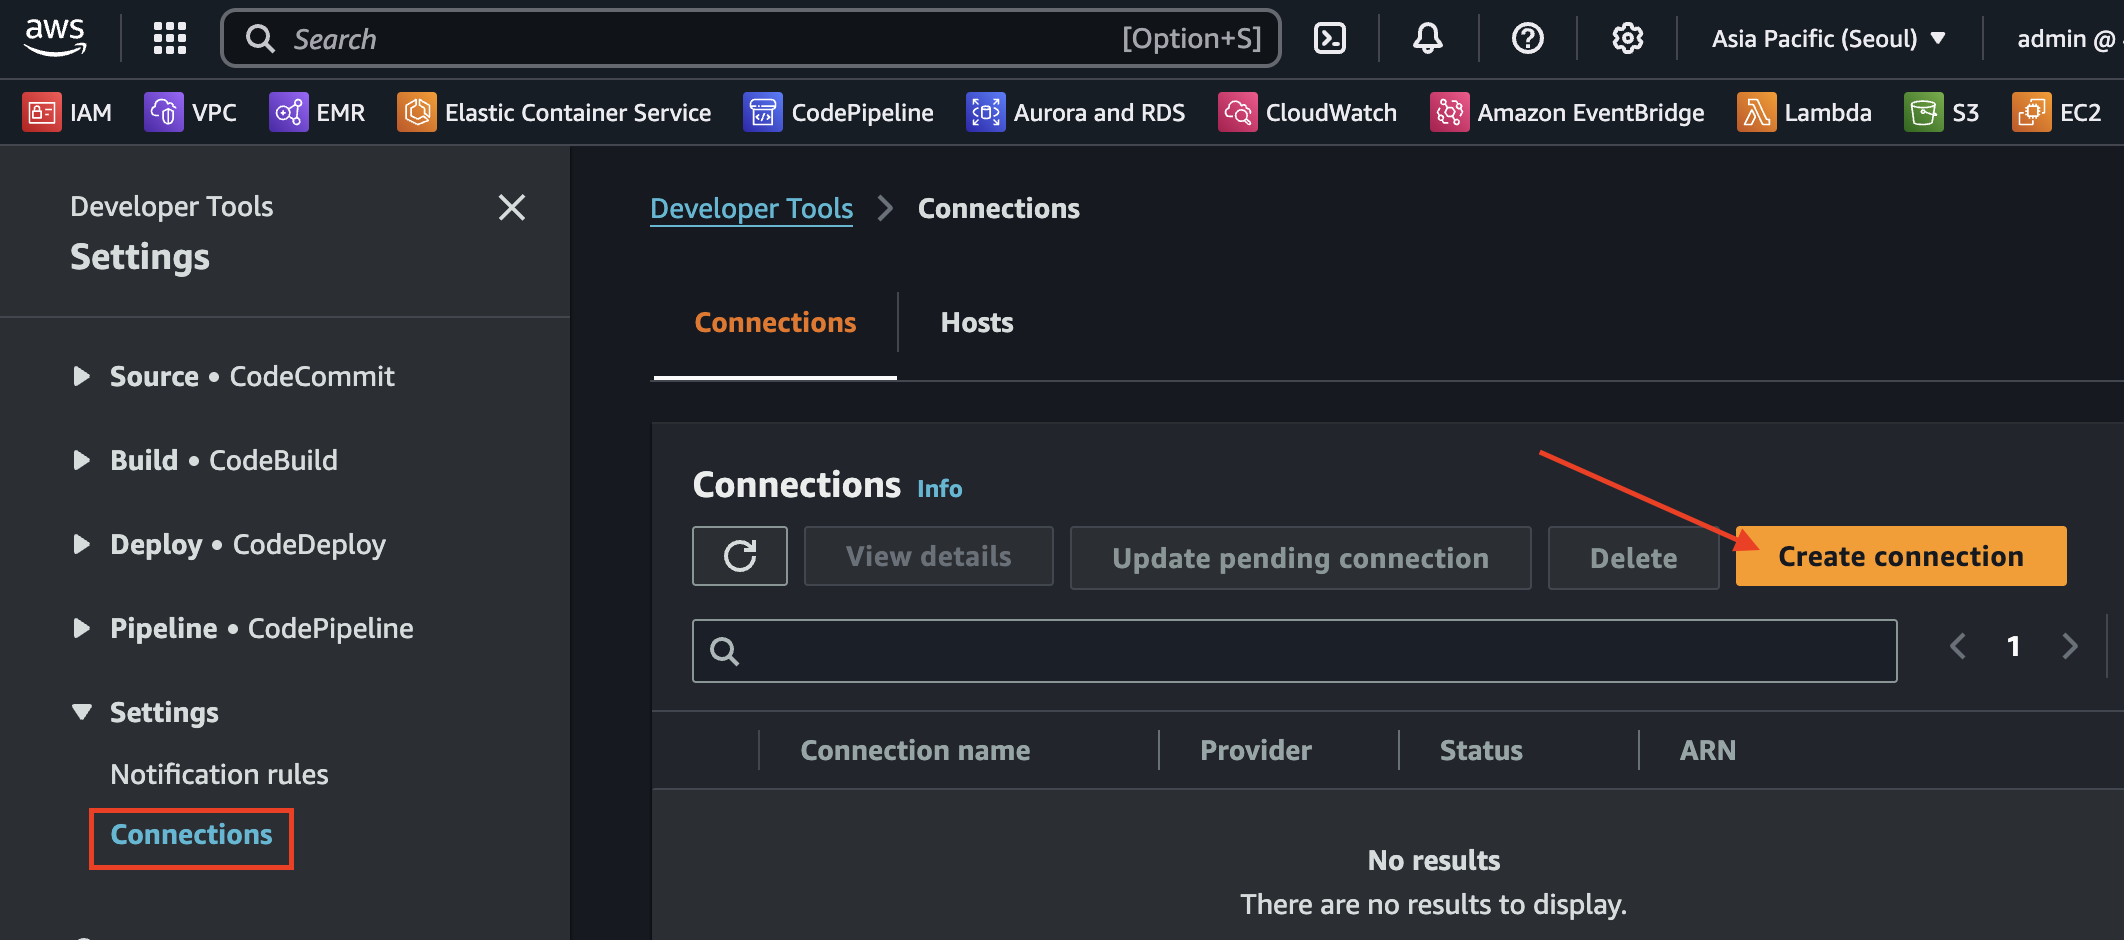 aws
Search [Option+S]
Asia Pacific (Seoul)
admin @
IAM VPC EMR Elastic Container Service CodePipeline Aurora and RDS CloudWatch Amazon EventBridge Lambda S3 EC2
Developer Tools
Settings
Source • CodeCommit
Build • CodeBuild
Deploy • CodeDeploy
Pipeline • CodePipeline
Settings
Notification rules
Connections
Developer Tools Connections
Connections Hosts
Connections Info
View details Update pending connection Delete Create connection
1
Connection name Provider Status ARN
No results
There are no results to display.